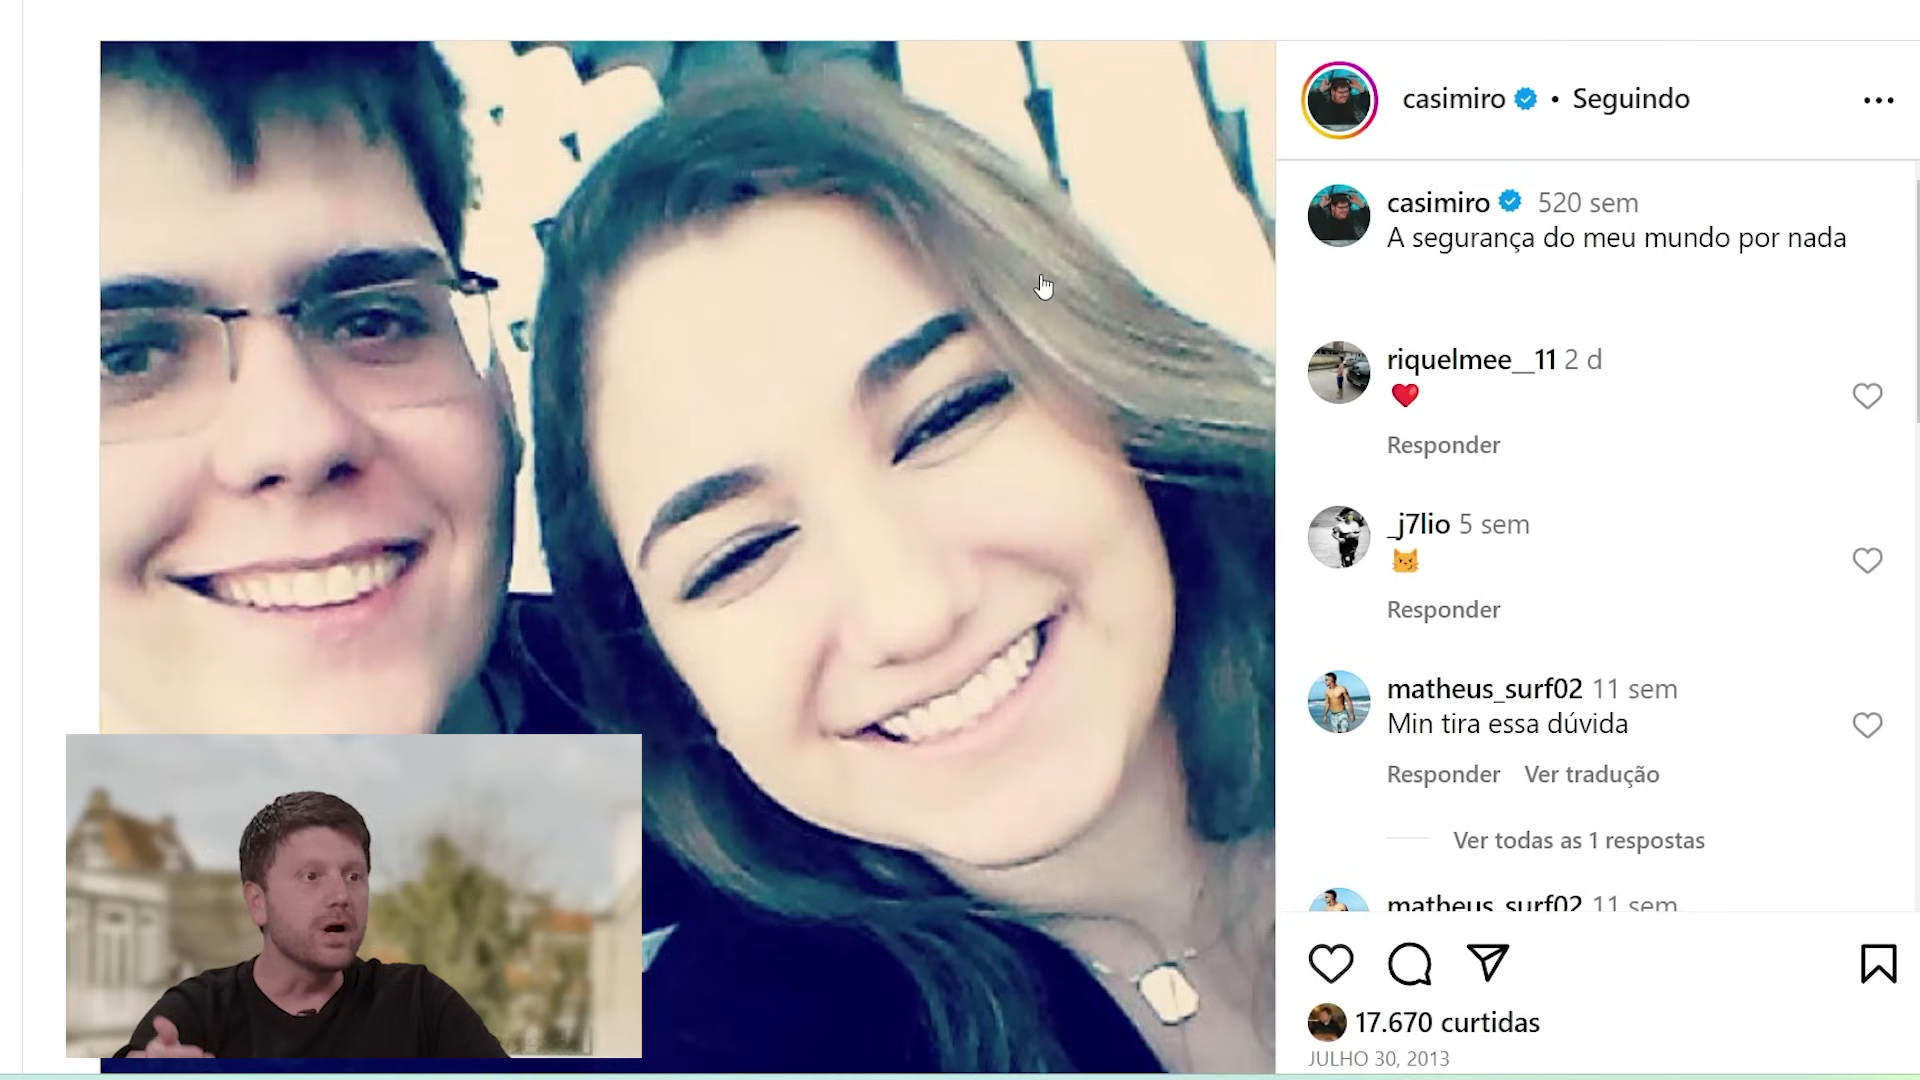 casimiro • Seguindo
casimiro 520 sem
A segurança do meu mundo por nada
riquelmee__11 2 d
Responder
_j7lio 5 sem
Responder
matheus_surf02 11 sem
Min tira essa dúvida
Responder Ver tradução
Ver todas as 1 respostas
matheus_surf02 11 sem
17.670 curtidas
JULHO 30, 2013